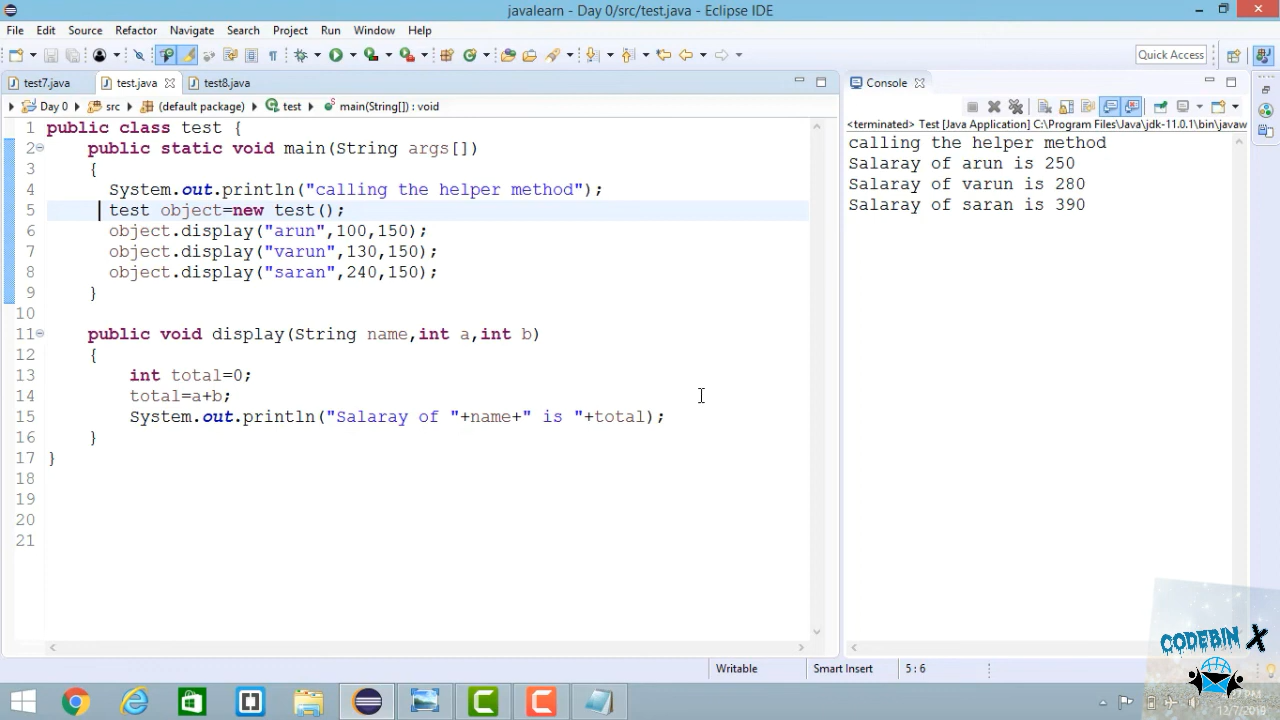 javalearn - Day 0/src/test.java - Eclipse IDE
File Edit Source Refactor Navigate Search Project Run Window Help
Quick Access
test7.java test.java test8.java
Console
Day 0 src (default package) test main(String[]) : void
<terminated> Test [Java Application] C:\Program Files\Java\jdk-11.0.1\bin\javaw
1 public class test {
2 public static void main(String args[])
3 {
4 System.out.println("calling the helper method");
5 test object=new test();
6 object.display("arun",100,150);
7 object.display("varun",130,150);
8 object.display("saran",240,150);
9 }
10
11 public void display(String name,int a,int b)
12 {
13 int total=0;
14 total=a+b;
15 System.out.println("Salaray of "+name+" is "+total);
16 }
17 }
18
19
20
21
calling the helper method
Salaray of arun is 250
Salaray of varun is 280
Salaray of saran is 390
Writable Smart Insert 5:6
CODEBIN X